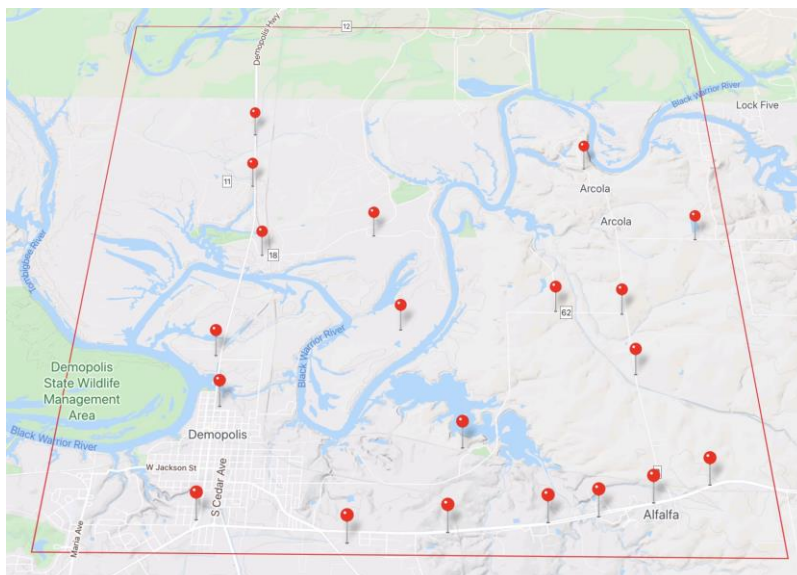 12
Demopolis Hwy
Black Warrior River
Lock Five
Arcola
11
Arcola
18
Tombigbee River
62
Black Warrior River
Demopolis
State Wildlife
Management
Area
Demopolis
Black Warrior River
W Jackson St
S Cedar Ave
Alfalfa
Maria Ave